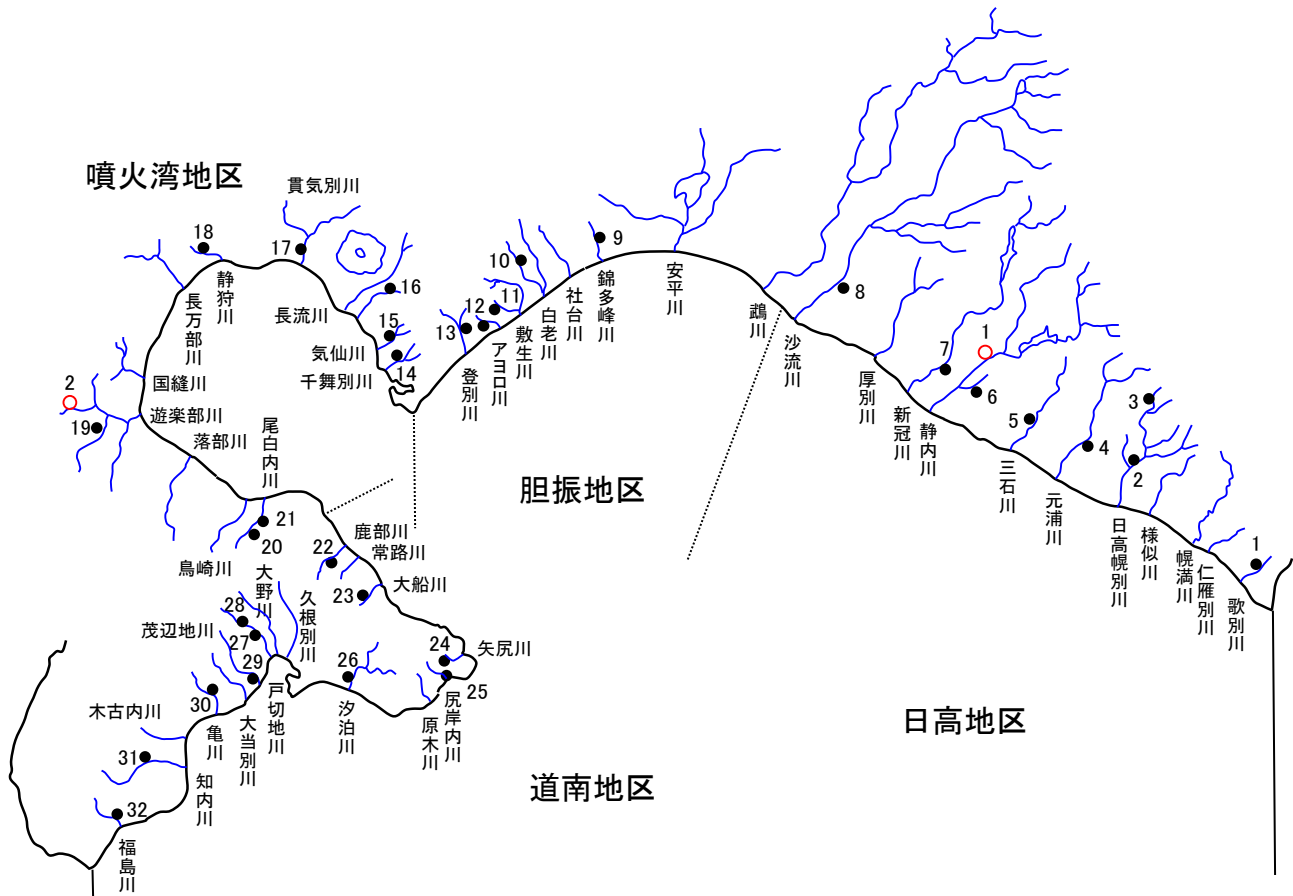 噴火湾地区
貫気別川
18
17
静狩川
長万部川
長流川
16
15
気仙川
14
千舞別川
国縫川
2
遊楽部川
19
落部川
尾白内川
21
20
鳥崎川
13
12
11
10
9
登別川
アヨロ川
敷生川
白老川
社台川
錦多峰川
安平川
鵡川
沙流川
8
厚別川
7
新冠川
1
静内川
6
5
三石川
4
元浦川
3
2
日高幌別川
様似川
幌満川
仁雁別川
1
歌別川
胆振地区
日高地区
道南地区
鹿部川
22
常路川
大船川
23
矢尻川
24
25
尻岸内川
原木川
26
汐泊川
久根別川
大野川
28
27
茂辺地川
29
戸切地川
大当別川
30
亀川
木古内川
31
知内川
32
福島川